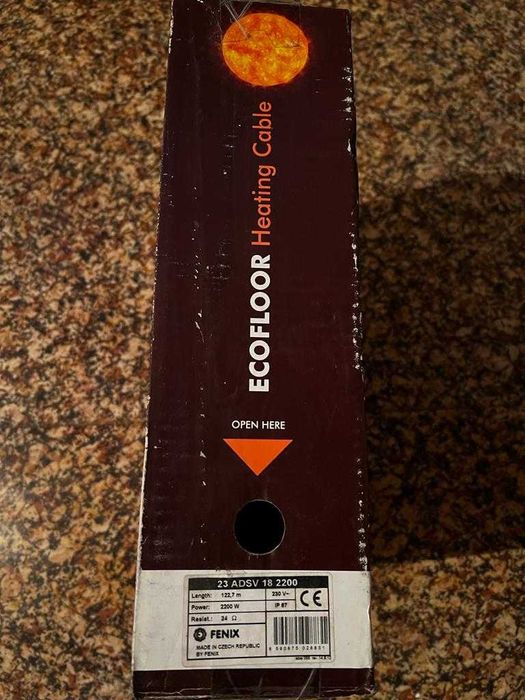 ECOFLOOR Heating Cable
OPEN HERE
23 ADSV 18 2200
Length: 122,7 m 230 V~ CE
Power: 2200 W IP 67
Resist.: 24 Ω
FENIX
MADE IN CZECH REPUBLIC
BY FENIX